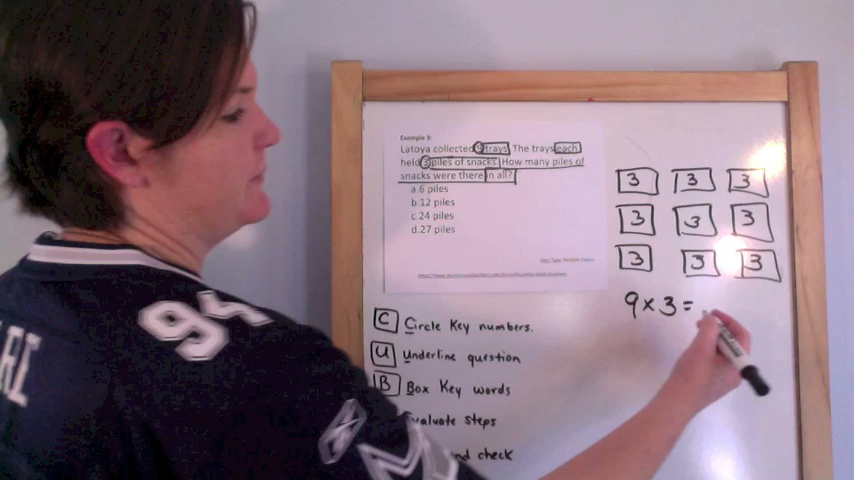 Example 3:
Latoya collected 9 trays. The trays each
held 3 piles of snacks. How many piles of
snacks were there in all?
a. 6 piles
b. 12 piles
c. 24 piles
d. 27 piles
3 3 3
3 3 3
3 3 3
9 x 3 =
C Circle Key numbers.
U Underline question
B Box Key words
valuate steps
nd check
94